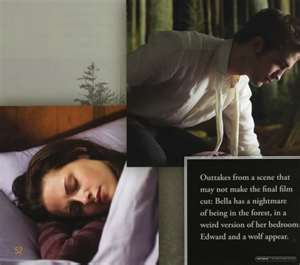 Outtakes from a scene that
may not make the final film
cut: Bella has a nightmare
of being in the forest, in a
weird version of her bedroom.
Edward and a wolf appear.
52